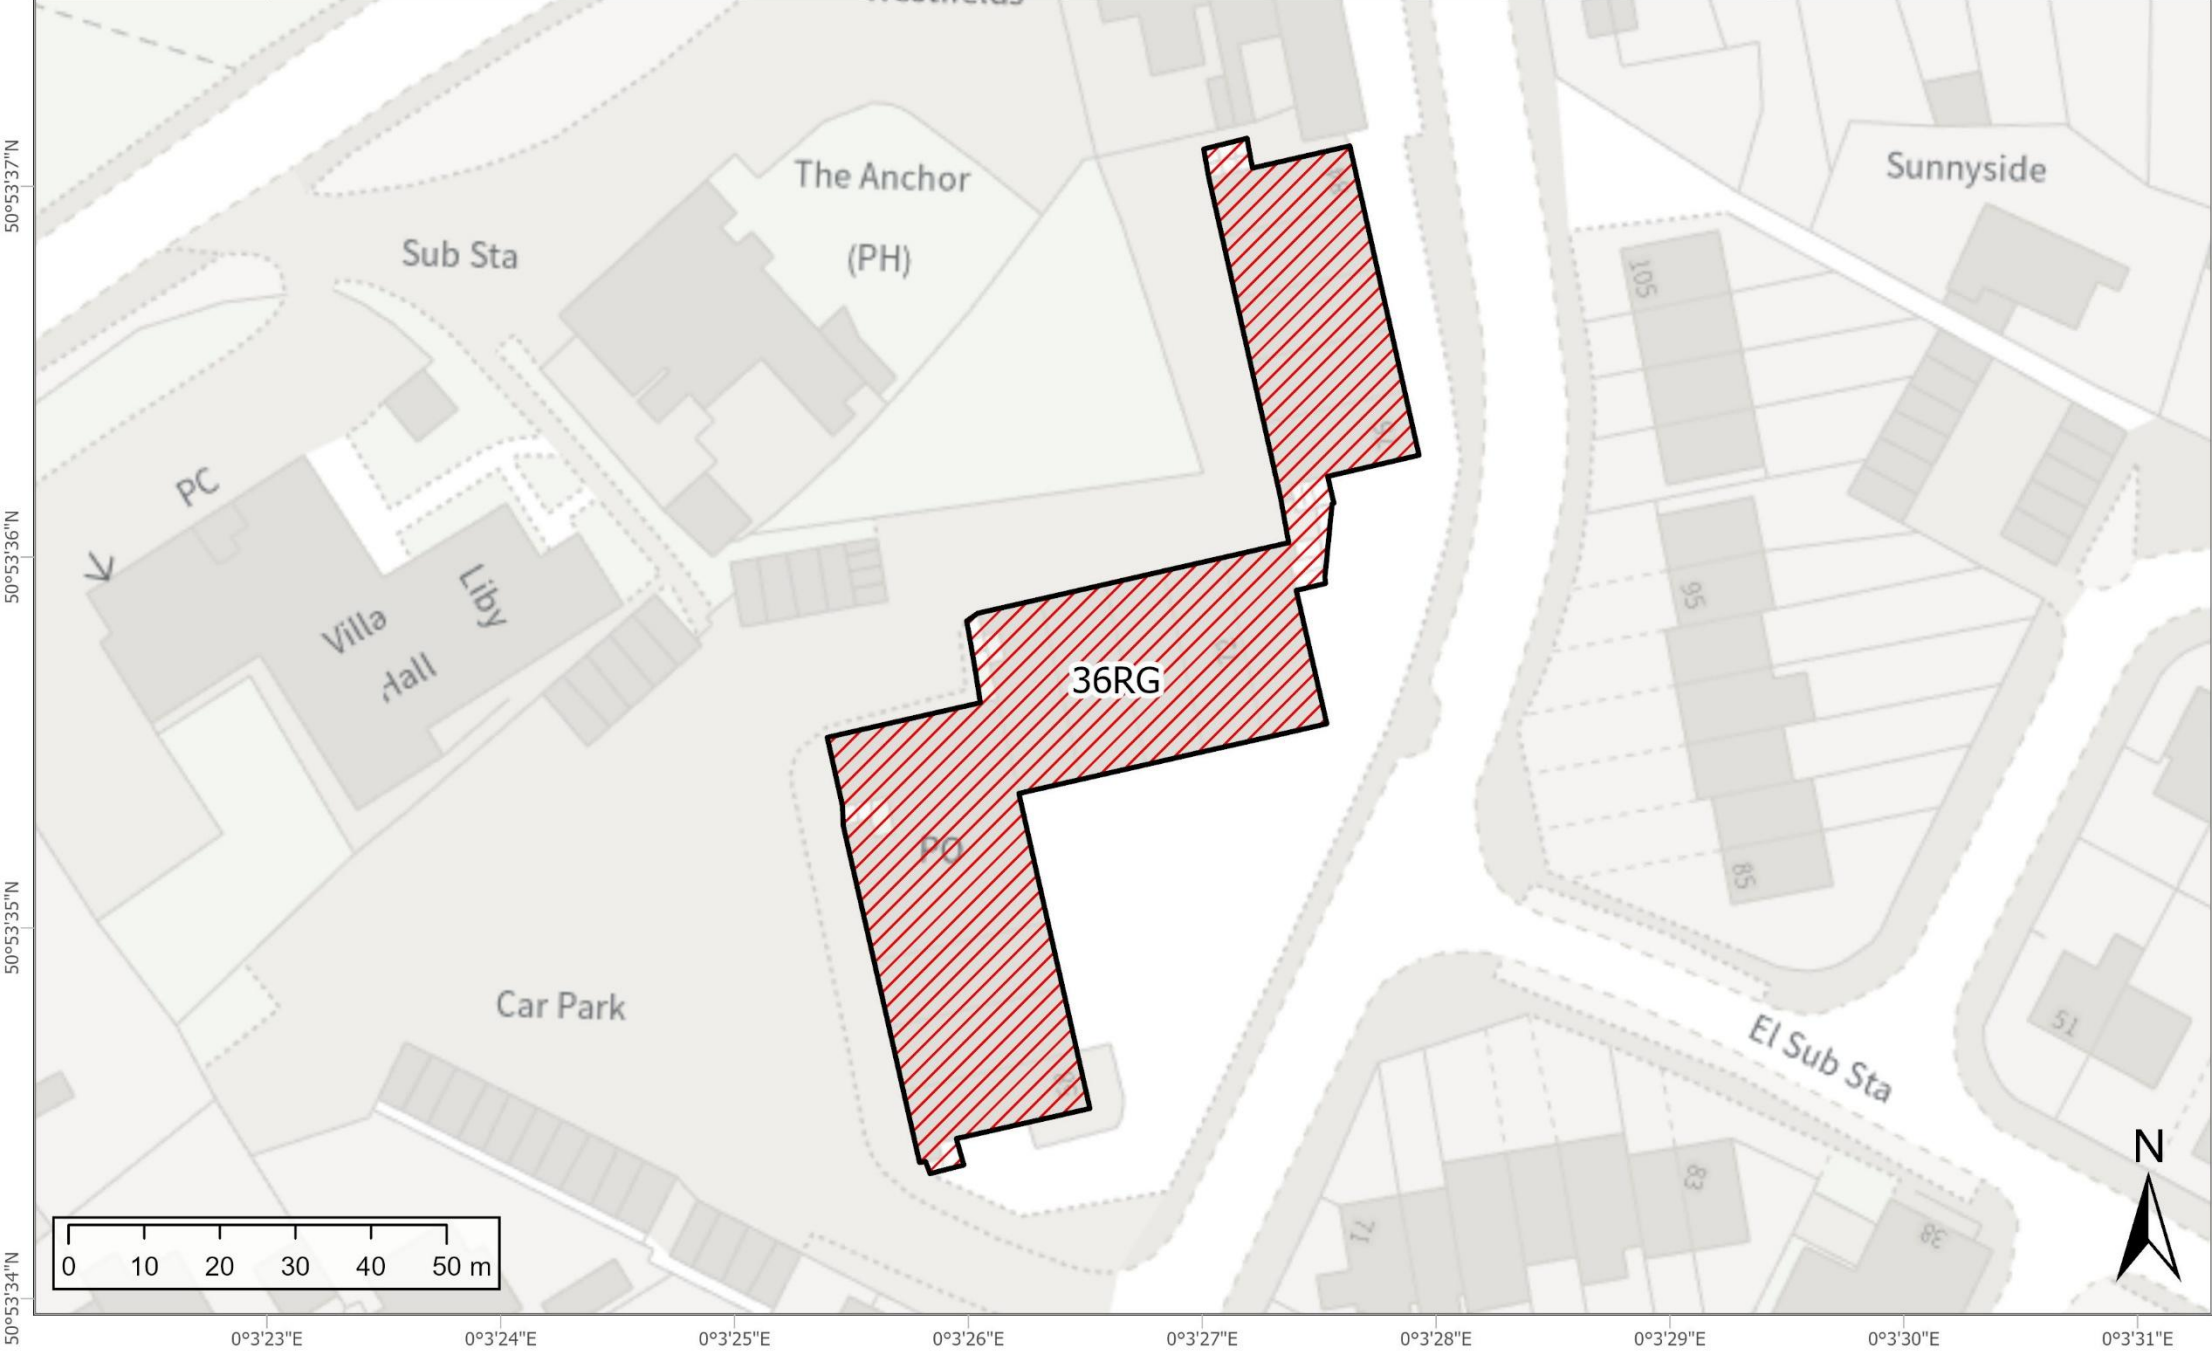 The Anchor
(PH)
Sunnyside
Sub Sta
105
PC
Liby
Villa
Hall
95
36RG
PO
85
Car Park
51
El Sub Sta
N
83
71
38
0 10 20 30 40 50 m
50°53'37"N
50°53'36"N
50°53'35"N
50°53'34"N
0°3'23"E 0°3'24"E 0°3'25"E 0°3'26"E 0°3'27"E 0°3'28"E 0°3'29"E 0°3'30"E 0°3'31"E